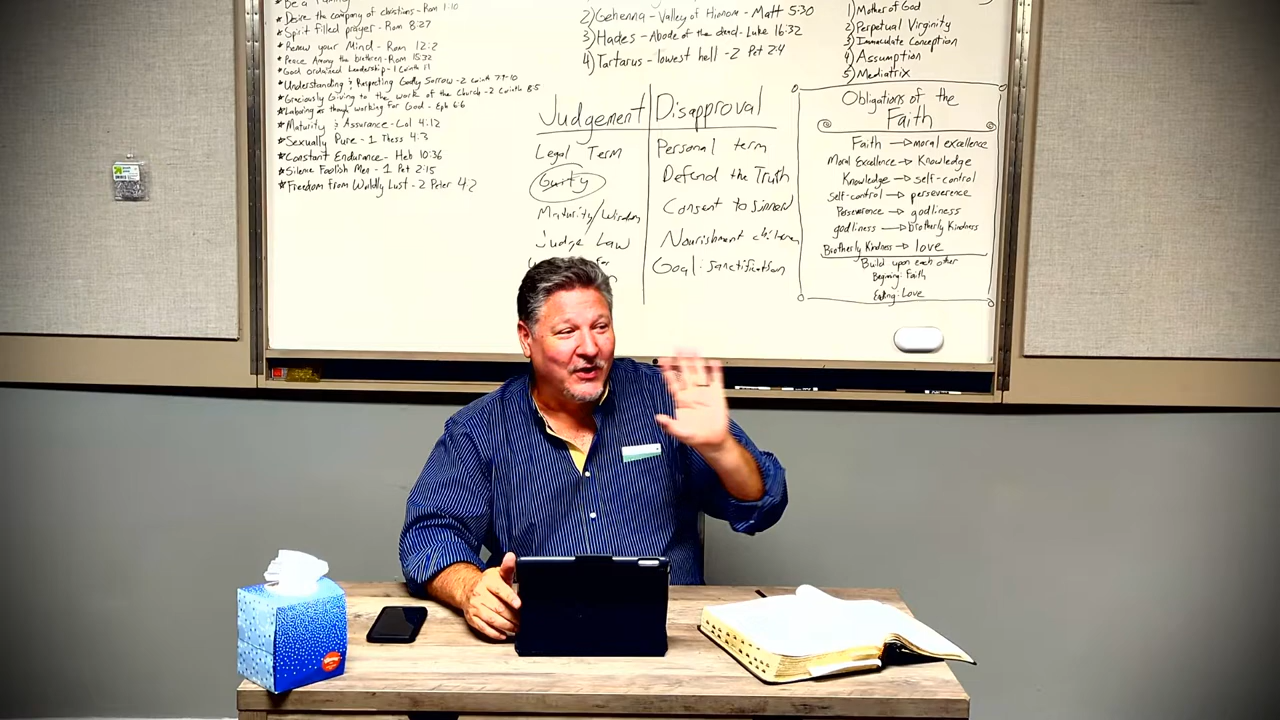 Be a
Desire the company of christians - Rom 1:10
Spirit filled prayer - Rom 8:27
Renew your Mind - Rom 12:2
Peace Among the brethren - Rom 15:32
God ordained Leadership - 1 Corinth 11
Understanding & Respecting Godly Sorrow - 2 Corinth 7:9-10
Graciously Giving to the work of the Church - 2 Corinth 8:5
Laboring as though working for God - Eph 6:6
Maturity & Assurance - Col 4:12
Sexually Pure - 1 Thess 4:3
Constant Endurance - Heb 10:36
Silence Foolish Men - 1 Pet 2:15
Freedom From Worldly Lust - 2 Peter 4:2
2) Gehenna - Valley of Hinnom - Matt 5:30
3) Hades - Abode of the dead - Luke 16:32
4) Tartarus - lowest hell - 2 Pet 2:4
1) Mother of God
2) Perpetual Virginity
3) Immaculate Conception
4) Assumption
5) Mediatrix
Judgement
Legal Term
Guilty
Maturity/Wisdom
Judge Law
for
Disapproval
Personal term
Defend the Truth
Consent to sinners
Nourishment
Goal: Sanctification
Obligations of the
Faith
Faith → moral excellence
Moral Excellence → Knowledge
Knowledge → self-control
Self-control → perseverence
Perseverence → godliness
godliness → Brotherly Kindness
Brotherly Kindness → love
Build upon each other
Begining: Faith
Ending: Love